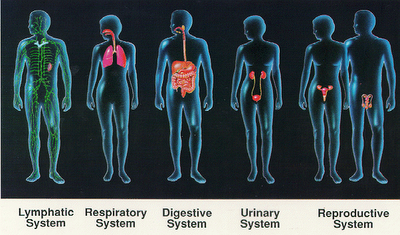 Lymphatic System
Respiratory System
Digestive System
Urinary System
Reproductive System